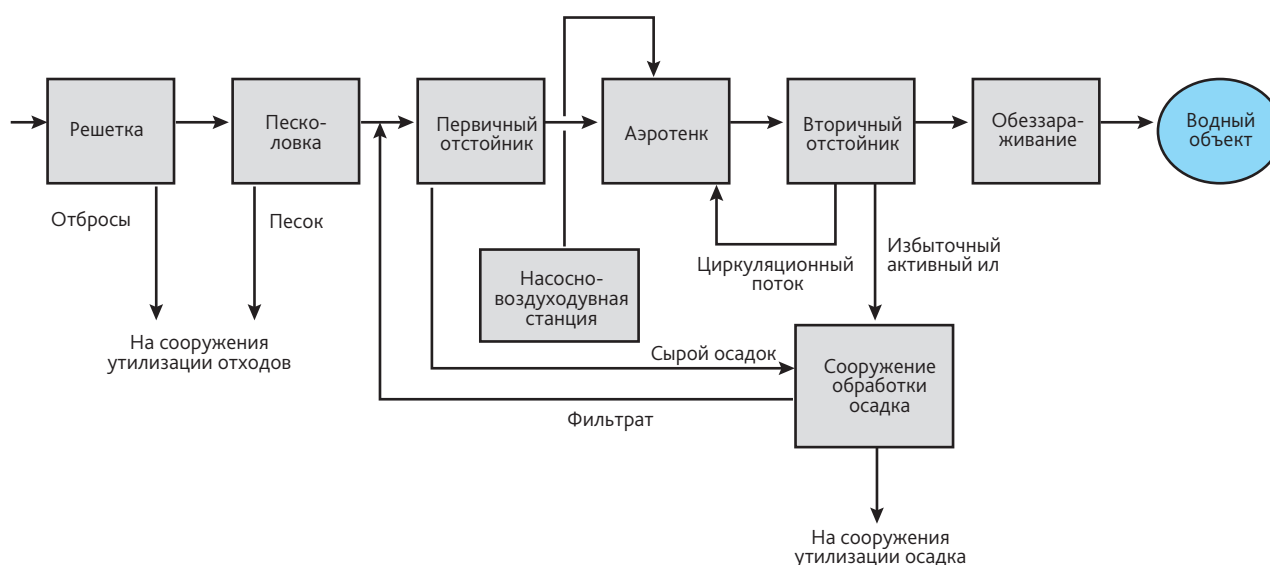 Решетка
Песко-
ловка
Первичный
отстойник
Аэротенк
Вторичный
отстойник
Обеззара-
живание
Водный
объект
Отбросы
Песок
Насосно-
воздуходувная
станция
Циркуляционный
поток
Избыточный
активный ил
На сооружения
утилизации отходов
Сырой осадок
Сооружение
обработки
осадка
Фильтрат
На сооружения
утилизации осадка